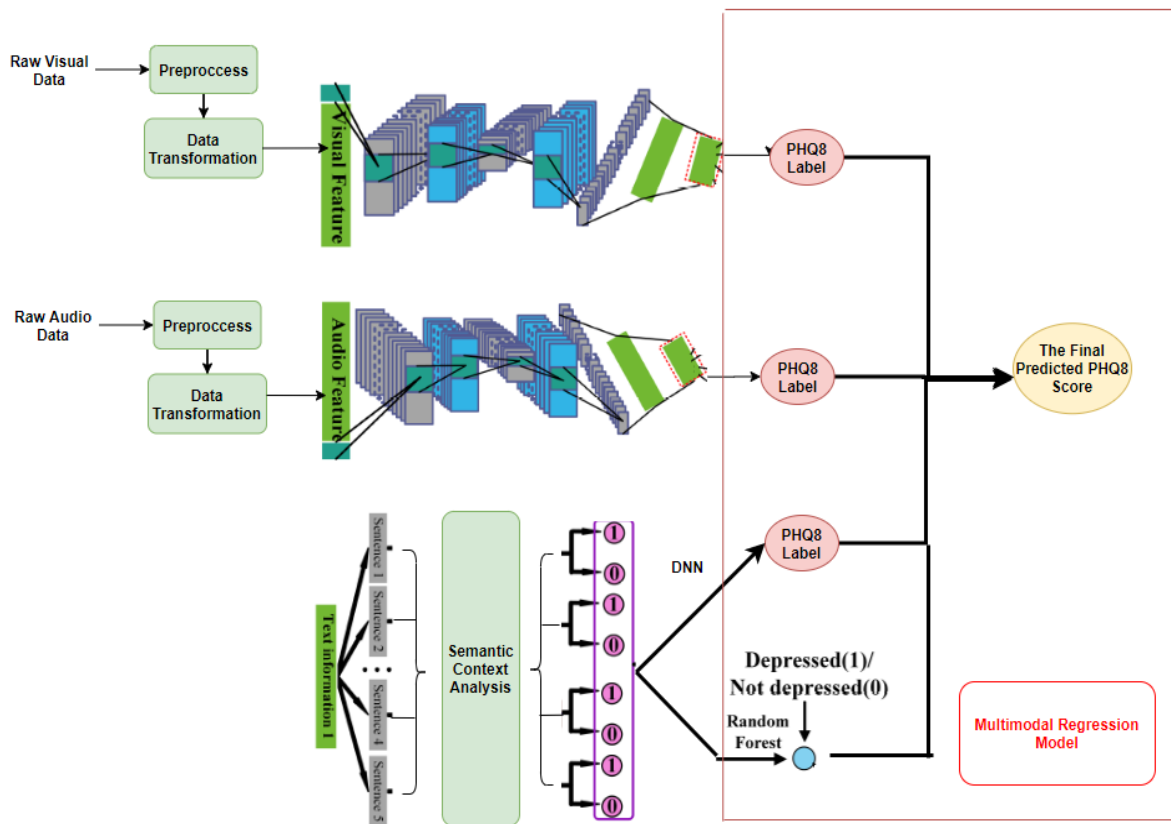 Raw Visual
Data
Preproccess
Data
Transformation
Visual Feature
PHQ8
Label
Raw Audio
Data
Preproccess
Data
Transformation
Audio Feature
PHQ8
Label
The Final
Predicted PHQ8
Score
Text information 1
Sentence 1
Sentence 2
...
Sentence 4
Sentence 5
Semantic
Context
Analysis
1
0
1
0
1
0
1
0
DNN
PHQ8
Label
Depressed(1)/
Not depressed(0)
Random
Forest
Multimodal Regression
Model